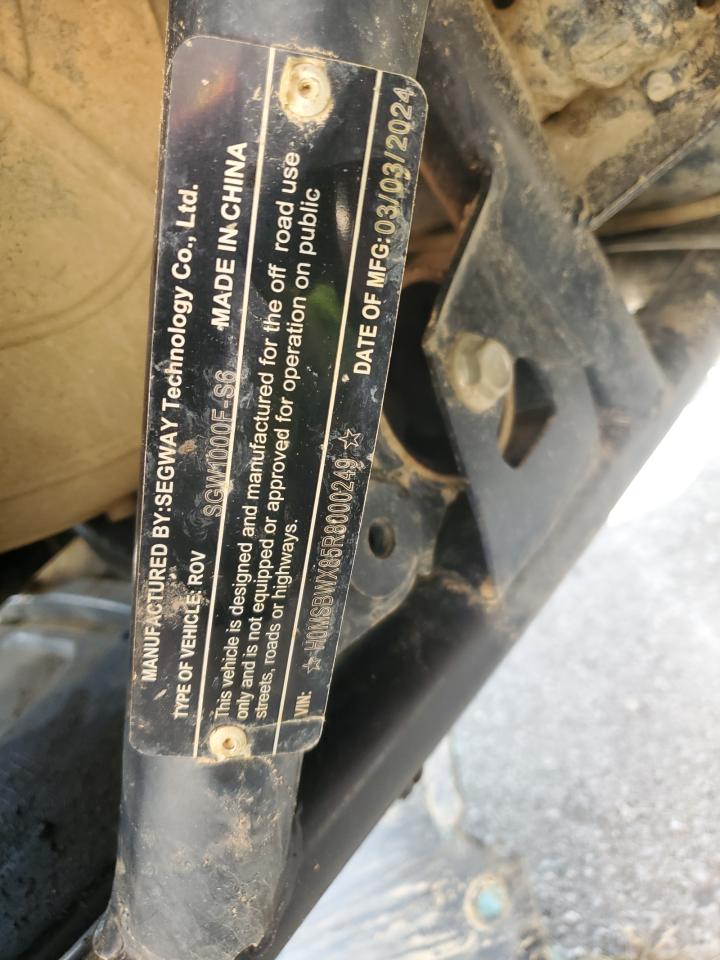 MANUFACTURED BY:SEGWAY Technology Co., Ltd.
TYPE OF VEHICLE: ROV SGW1000F-S6 MADE IN CHINA
This vehicle is designed and manufactured for the off road use
only and is not equipped or approved for operation on public
streets, roads or highways.
VIN: ☆H0MSBWX85R6000249☆ DATE OF MFG:03/03/2024